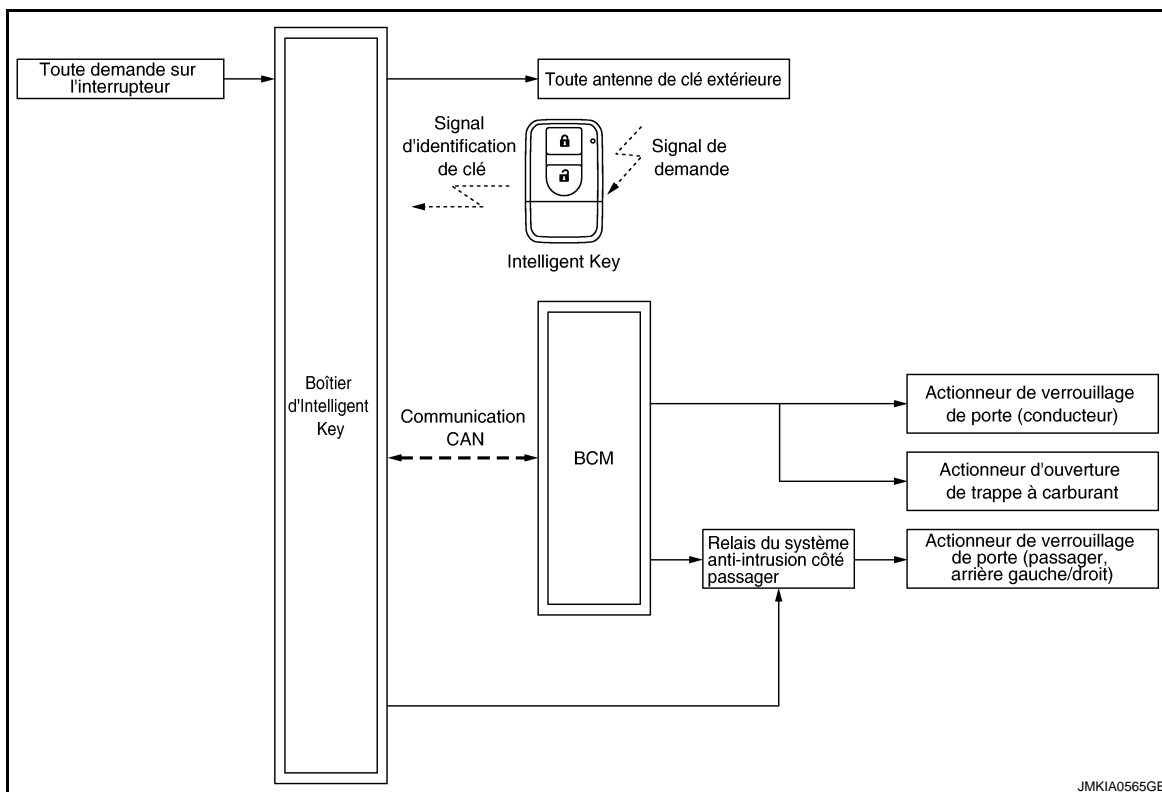 Toute demande sur
l'interrupteur
Toute antenne de clé extérieure
Signal
d'identification
de clé
Signal de
demande
Intelligent Key
Boîtier
d'Intelligent
Key
Communication
CAN
BCM
Actionneur de verrouillage
de porte (conducteur)
Actionneur d'ouverture
de trappe à carburant
Relais du système
anti-intrusion côté
passager
Actionneur de verrouillage
de porte (passager,
arrière gauche/droit)
JMKIA0565GB